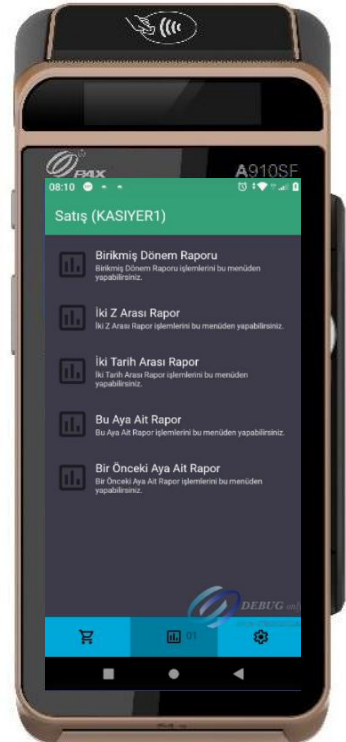 PAX
A910SF
08:10
Satış (KASIYER1)
Birikmiş Dönem Raporu
Birikmiş Dönem Raporu işlemlerini bu menüden
yapabilirsiniz.
İki Z Arası Rapor
İki Z Arası Rapor işlemlerini bu menüden yapabilirsiniz.
İki Tarih Arası Rapor
İki Tarih Arası Rapor işlemlerini bu menüden
yapabilirsiniz.
Bu Aya Ait Rapor
Bu Aya Ait Rapor işlemlerini bu menüden yapabilirsiniz.
Bir Önceki Aya Ait Rapor
Bir Önceki Aya Ait Rapor işlemlerini bu menüden
yapabilirsiniz.
DEBUG
01